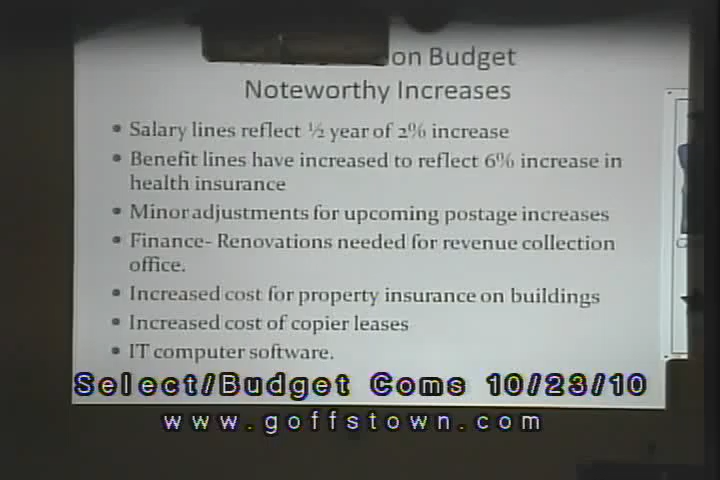 on Budget
Noteworthy Increases
• Salary lines reflect ½ year of 2% increase
• Benefit lines have increased to reflect 6% increase in
health insurance
• Minor adjustments for upcoming postage increases
• Finance- Renovations needed for revenue collection
office.
• Increased cost for property insurance on buildings
• Increased cost of copier leases
• IT computer software.
Select/Budget Coms 10/23/10
www.goffstown.com